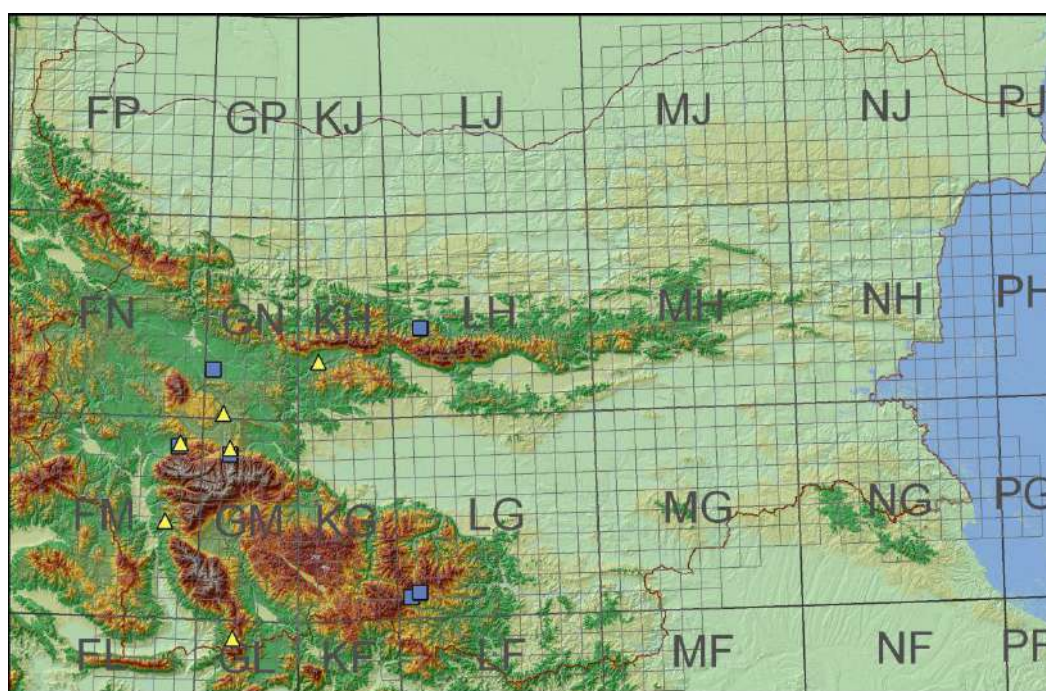 FP GP KJ LJ MJ NJ PJ
FN GN KH LH MH NH PH
FM GM KG LG MG NG PG
FL GL KF LF MF NF PF